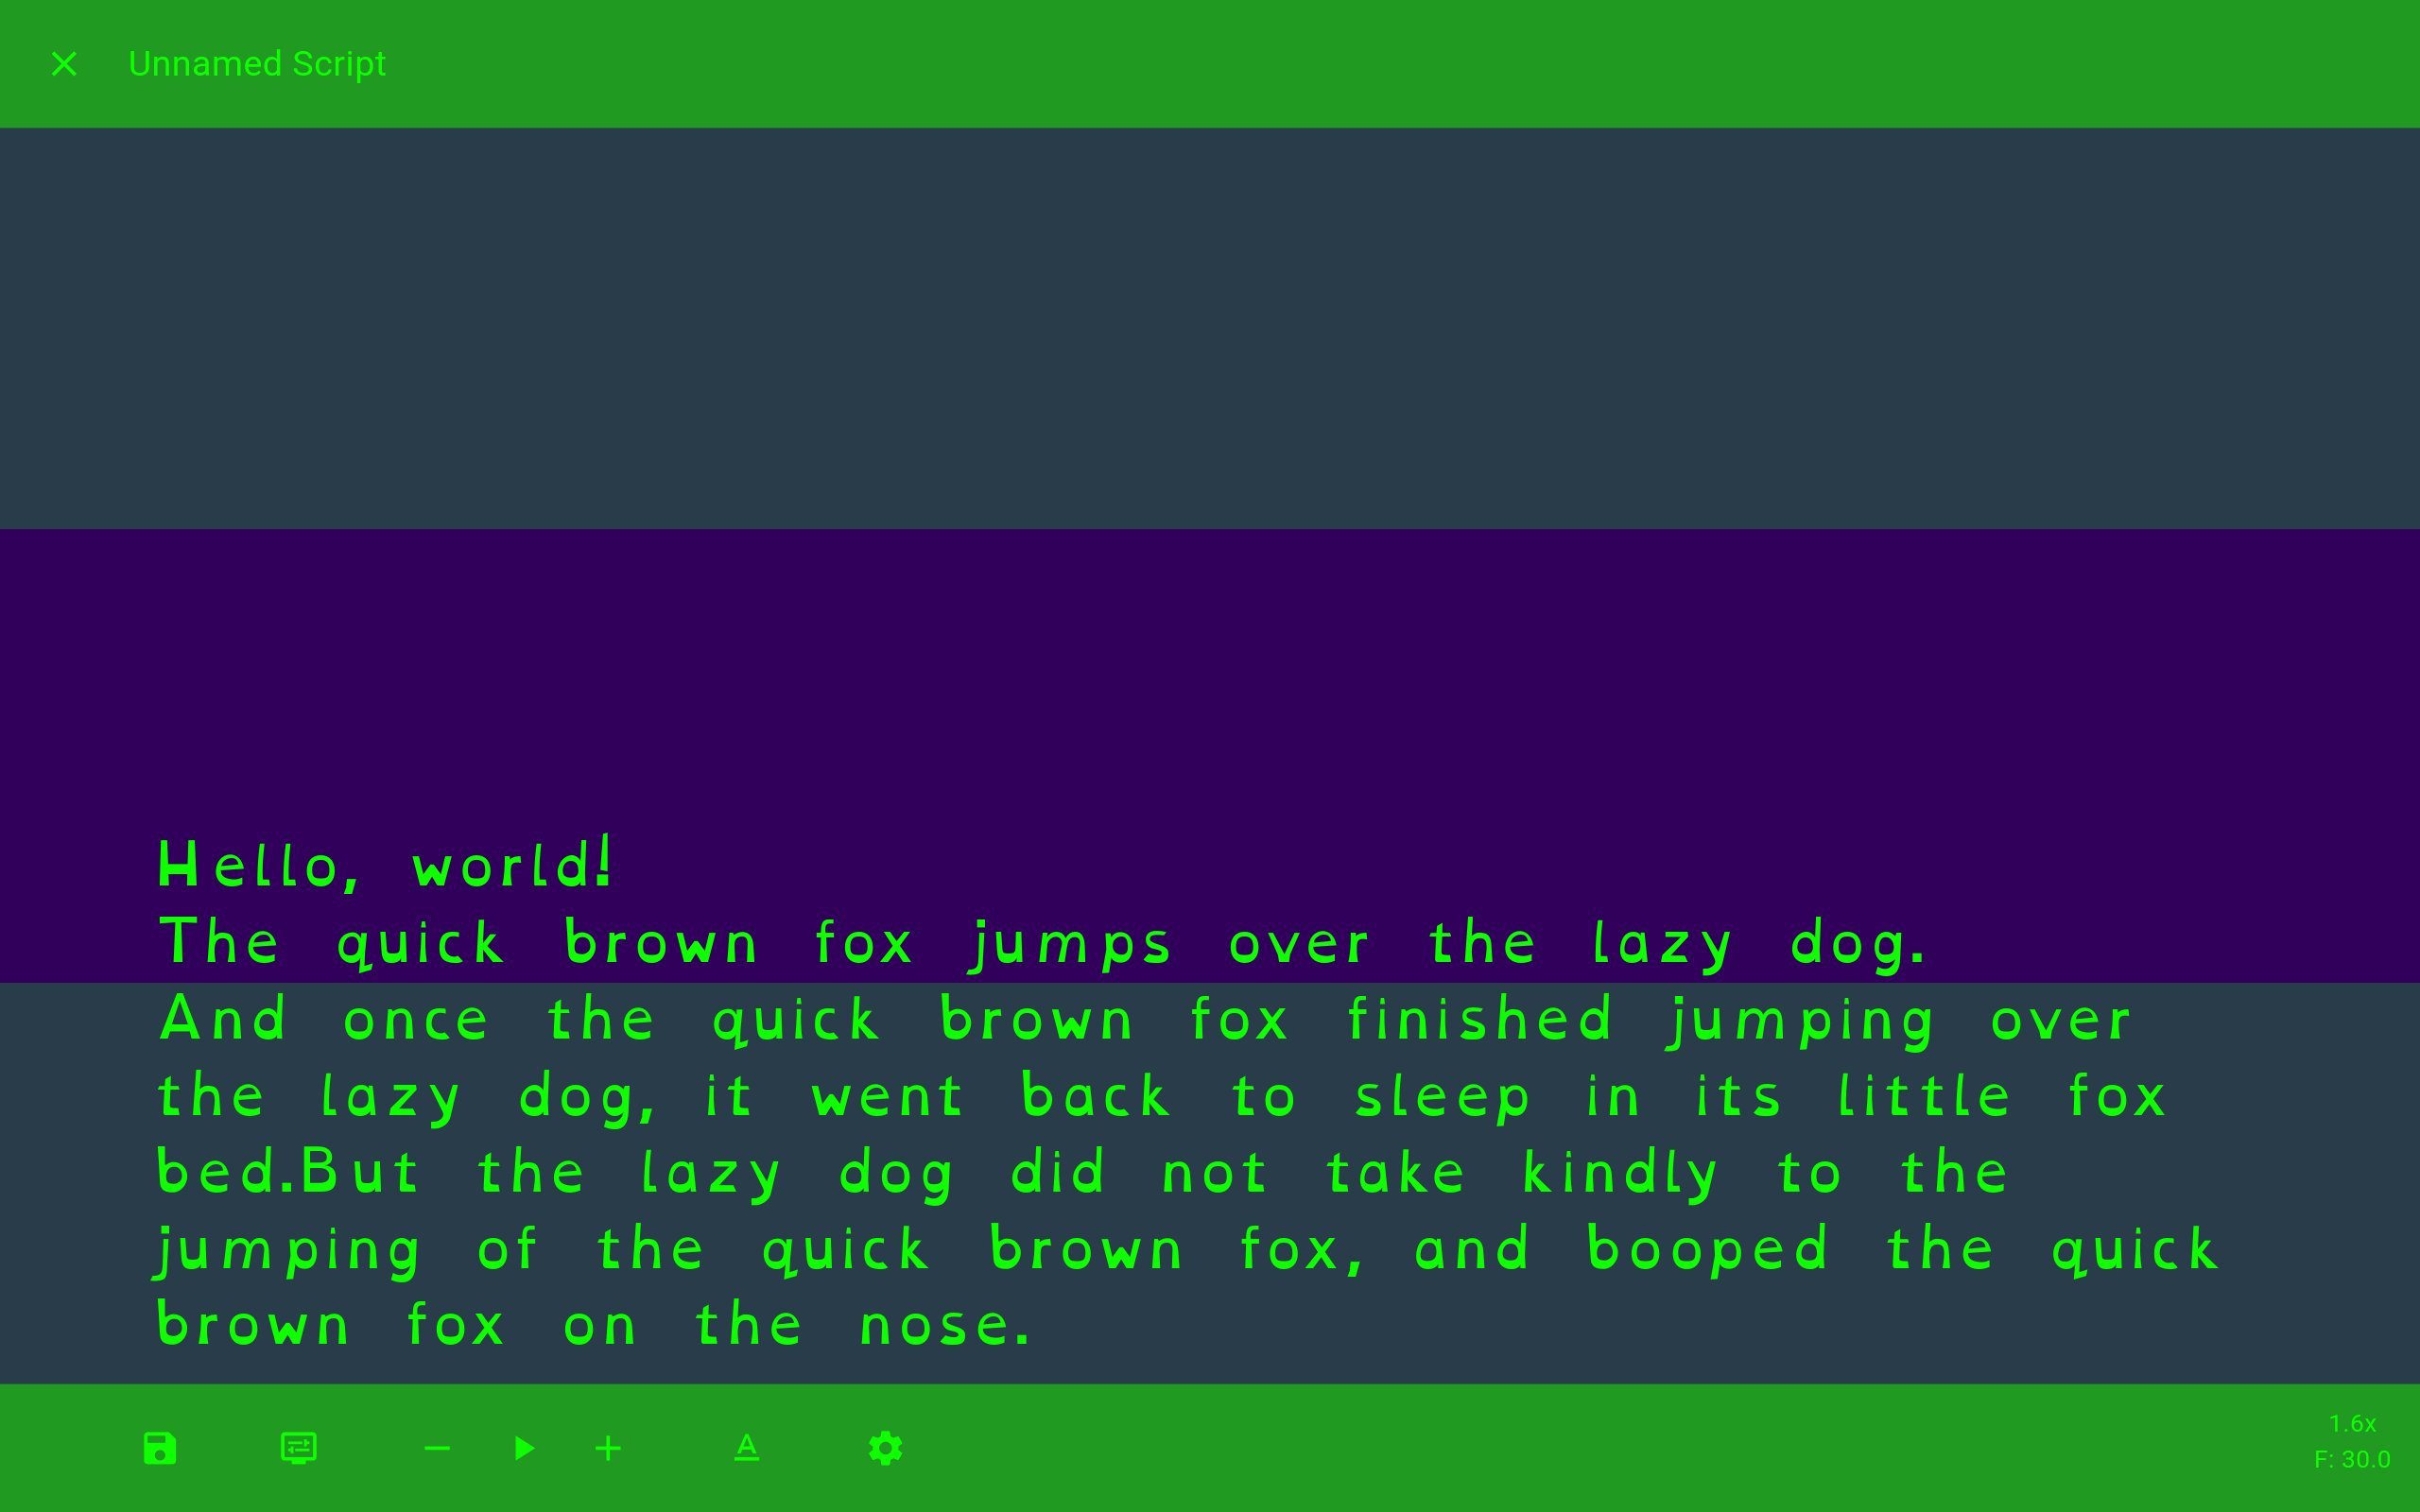 Unnamed Script
Hello, world!
The quick brown fox jumps over the lazy dog.
And once the quick brown fox finished jumping over
the lazy dog, it went back to sleep in its little fox
bed.But the lazy dog did not take kindly to the
jumping of the quick brown fox, and booped the quick
brown fox on the nose.
1.6x
F: 30.0